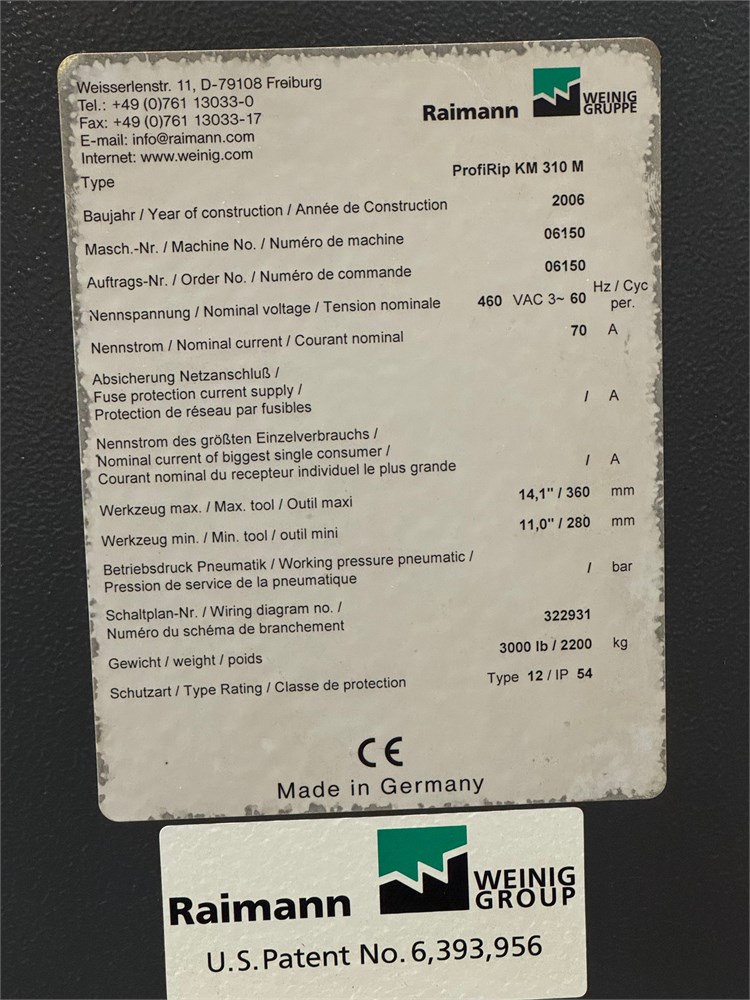 Weisserlenstr. 11, D-79108 Freiburg
Tel.: +49 (0)761 13033-0
Fax: +49 (0)761 13033-17
E-mail: info@raimann.com
Internet: www.weinig.com
Raimann WEINIG
GRUPPE
Type ProfiRip KM 310 M
Baujahr / Year of construction / Année de Construction 2006
Masch.-Nr. / Machine No. / Numéro de machine 06150
Auftrags-Nr. / Order No. / Numéro de commande 06150
Nennspannung / Nominal voltage / Tension nominale 460 VAC 3~ 60 Hz / Cyc
per.
Nennstrom / Nominal current / Courant nominal 70 A
Absicherung Netzanschluß /
Fuse protection current supply /
Protection de réseau par fusibles / A
Nennstrom des größten Einzelverbrauchs /
Nominal current of biggest single consumer /
Courant nominal du recepteur individuel le plus grande / A
Werkzeug max. / Max. tool / Outil maxi 14,1" / 360 mm
Werkzeug min. / Min. tool / outil mini 11,0" / 280 mm
Betriebsdruck Pneumatik / Working pressure pneumatic /
Pression de service de la pneumatique / bar
Schaltplan-Nr. / Wiring diagram no. /
Numéro du schéma de branchement 322931
Gewicht / weight / poids 3000 lb / 2200 kg
Schutzart / Type Rating / Classe de protection Type 12 / IP 54
CE
Made in Germany
Raimann WEINIG
GROUP
U.S. Patent No. 6,393,956